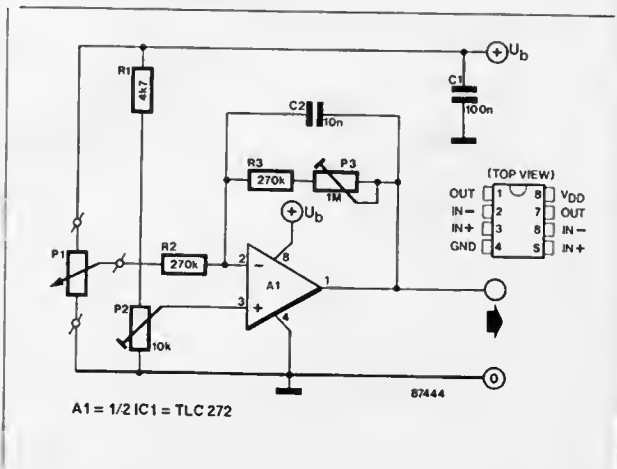 Ub
R1
4k7
C1
100n
C2
10n
R3
270k
P3
1M
Ub
(TOP VIEW)
OUT 1 8 VDD
IN- 2 7 OUT
IN+ 3 6 IN-
GND 4 5 IN+
P1
R2
270k
2
8
A1
1
3
4
P2
10k
0
87444
A1 = 1/2 IC1 = TLC 272